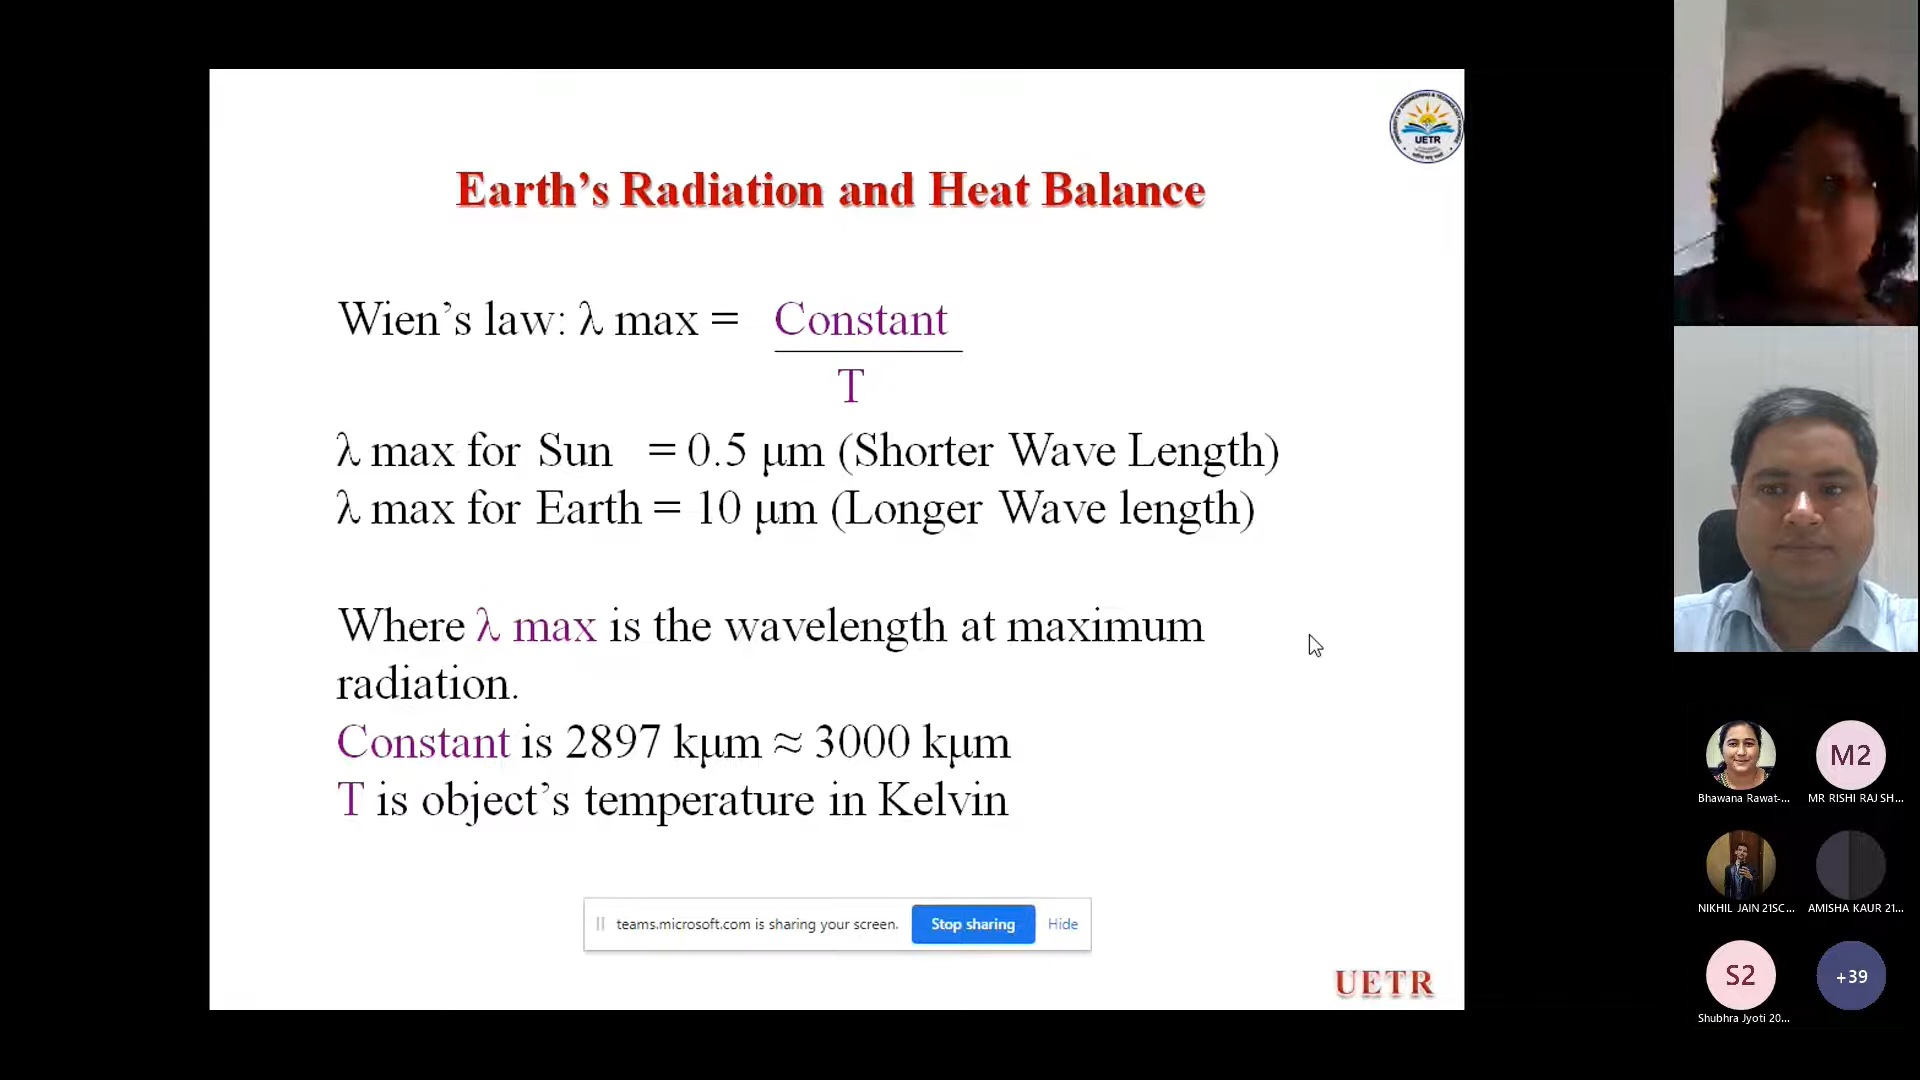 UETR
Earth’s Radiation and Heat Balance
Wien’s law: λ max = Constant
T
λ max for Sun = 0.5 μm (Shorter Wave Length)
λ max for Earth = 10 μm (Longer Wave length)
Where λ max is the wavelength at maximum
radiation.
Constant is 2897 kμm ≈ 3000 kμm
T is object’s temperature in Kelvin
teams.microsoft.com is sharing your screen. Stop sharing Hide
UETR
M2
Bhawana Rawat-... MR RISHI RAJ SH...
NIKHIL JAIN 21SC... AMISHA KAUR 21...
S2 +39
Shubhra Jyoti 20...